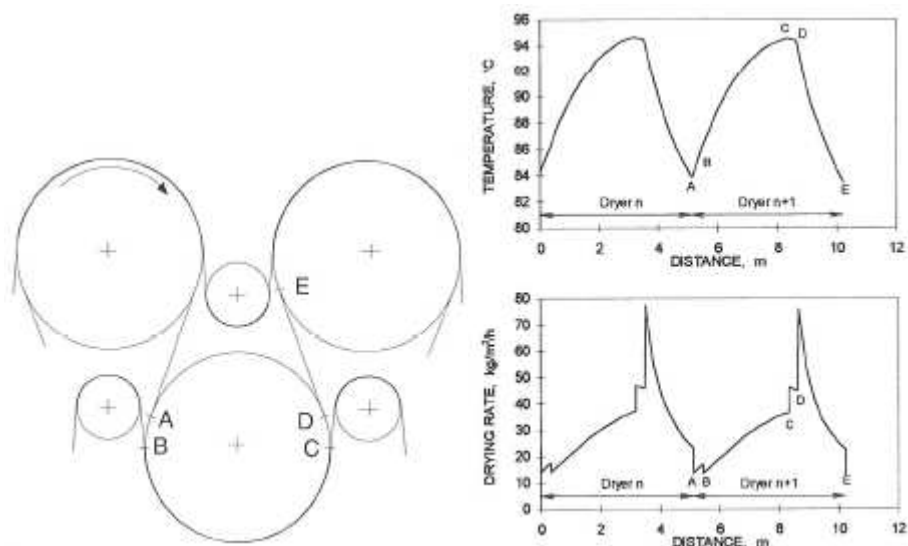 E
A
D
B
C
TEMPERATURE, °C
96
94
92
90
88
86
84
82
80
C
D
B
A
E
Dryer n
Dryer n+1
0 2 4 6 8 10 12
DISTANCE, m
DRYING RATE, kg/m²/h
80
70
60
50
40
30
20
10
0
D
C
A B
E
Dryer n
Dryer n+1
0 2 4 6 8 10 12
DISTANCE, m